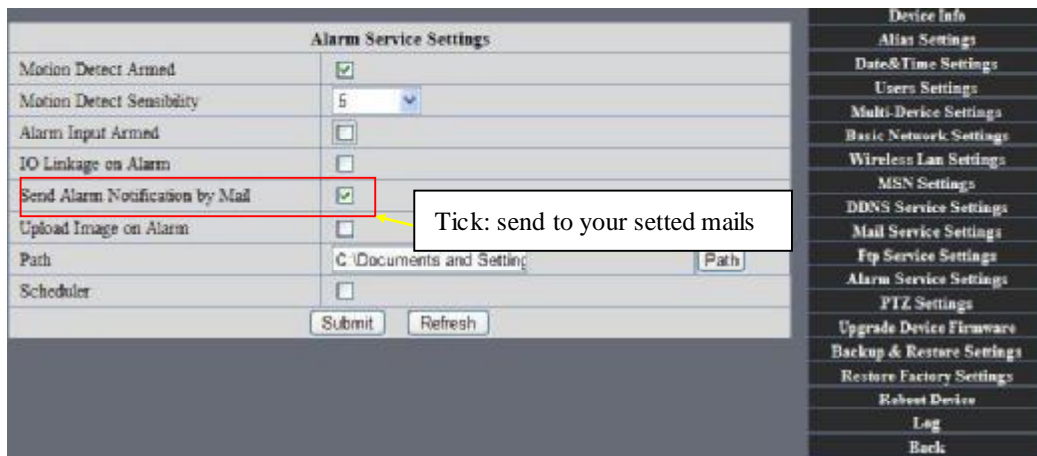 Alarm Service Settings
Motion Detect Armed
Motion Detect Sensibility 5
Alarm Input Armed
IO Linkage on Alarm
Send Alarm Notification by Mail
Tick: send to your setted mails
Upload Image on Alarm
Path C:\Documents and Setting Path
Scheduler
Submit Refresh
Device Info
Alias Settings
Date&Time Settings
Users Settings
Multi-Device Settings
Basic Network Settings
Wireless Lan Settings
MSN Settings
DDNS Service Settings
Mail Service Settings
Ftp Service Settings
Alarm Service Settings
PTZ Settings
Upgrade Device Firmware
Backup & Restore Settings
Restore Factory Settings
Reboot Device
Log
Back